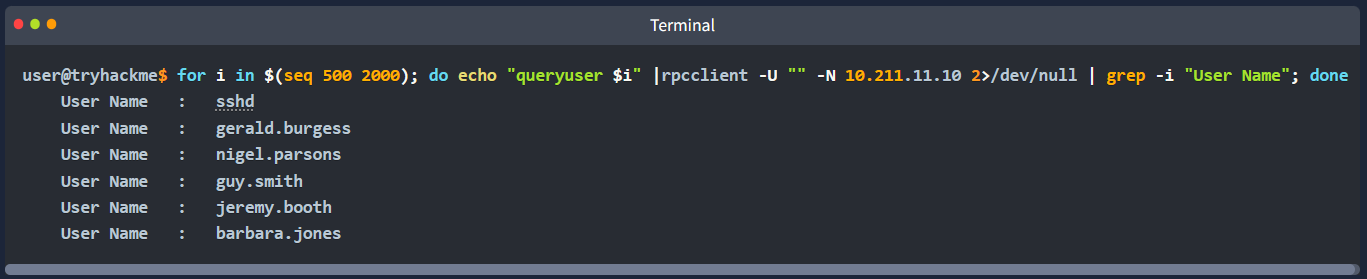 Terminal
user@tryhackme$ for i in $(seq 500 2000); do echo "queryuser $i" |rpcclient -U "" -N 10.211.11.10 2>/dev/null | grep -i "User Name"; done
User Name   :   sshd
User Name   :   gerald.burgess
User Name   :   nigel.parsons
User Name   :   guy.smith
User Name   :   jeremy.booth
User Name   :   barbara.jones